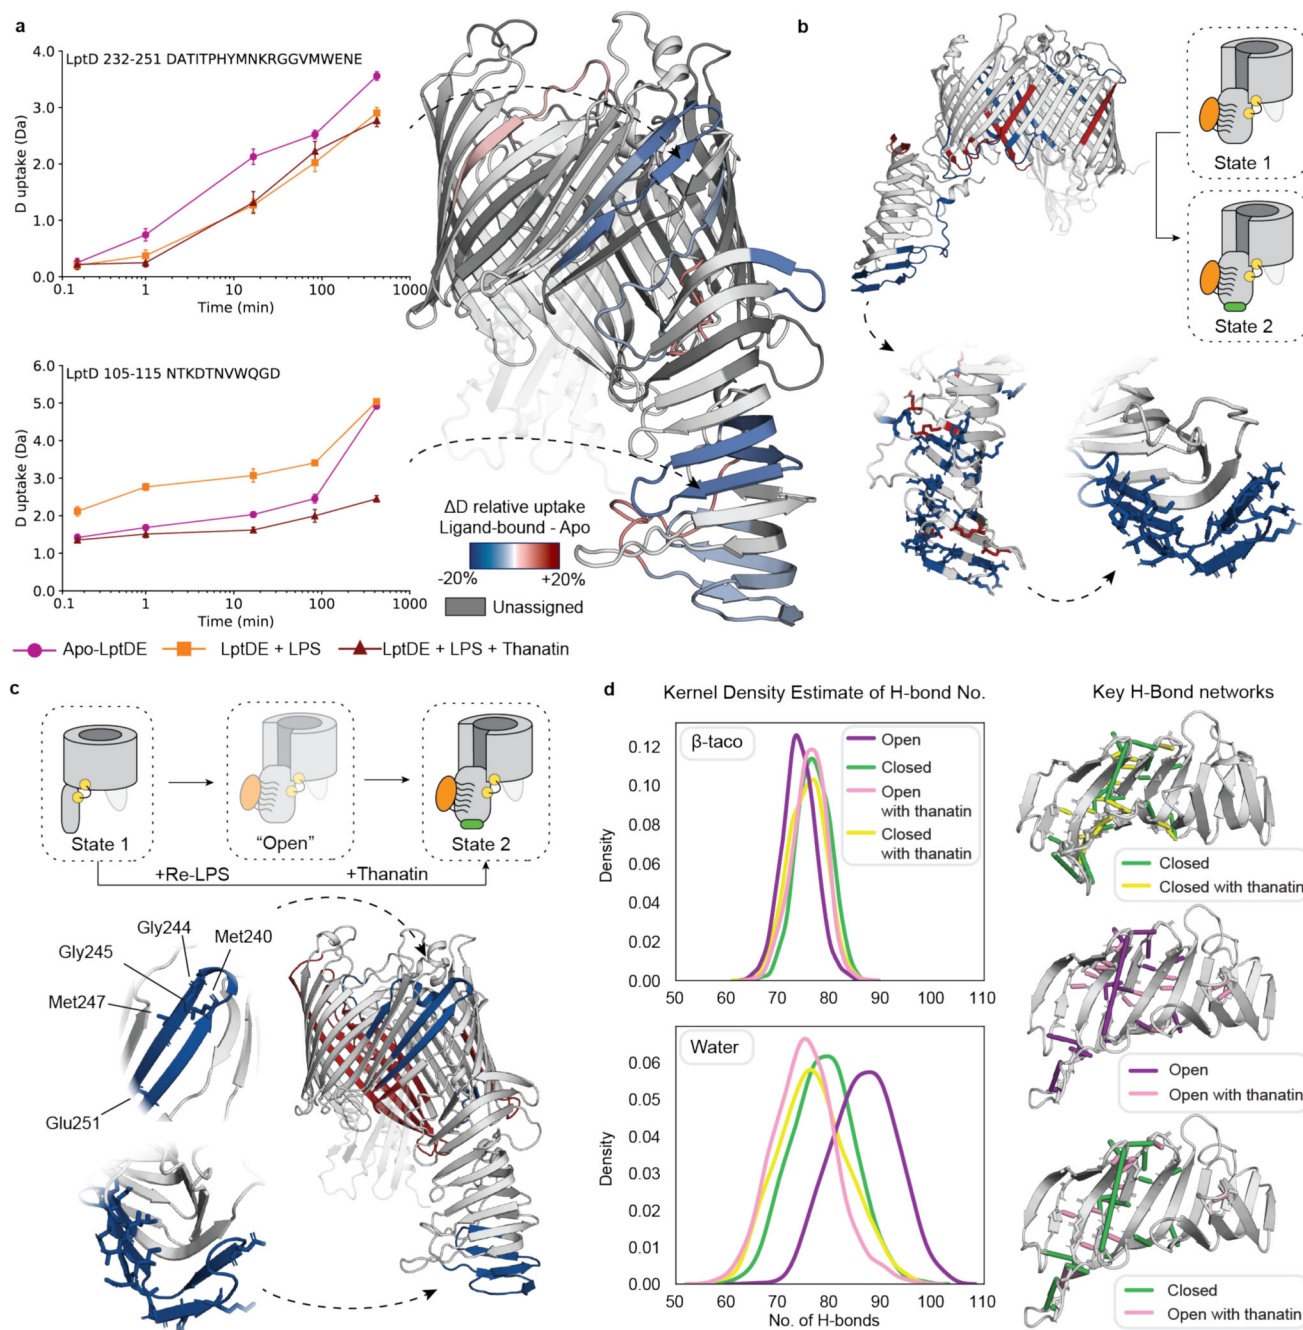 a
LptD 232-251 DATITPHYMNKRGGVMWENE
4.0
3.0
2.0
1.0
0.0
D uptake (Da)
0.1
1
10
100
1000
Time (min)
LptD 105-115 NTKDTNVWQGD
6.0
5.0
4.0
3.0
2.0
1.0
0.0
D uptake (Da)
0.1
1
10
100
1000
Time (min)
ΔD relative uptake
Ligand-bound - Apo
-20%
+20%
Unassigned
Apo-LptDE
LptDE + LPS
LptDE + LPS + Thanatin
b
State 1
State 2
c
State 1
"Open"
State 2
+Re-LPS
+Thanatin
Gly244
Met240
Gly245
Met247
Glu251
d
Kernel Density Estimate of H-bond No.
β-taco
Open
Closed
Open
with thanatin
Closed
with thanatin
0.12
0.10
0.08
0.06
0.04
0.02
0.00
Density
50
60
70
80
90
100
110
Water
0.06
0.05
0.04
0.03
0.02
0.01
0.00
Density
50
60
70
80
90
100
110
No. of H-bonds
Key H-Bond networks
Closed
Closed with thanatin
Open
Open with thanatin
Closed
Open with thanatin